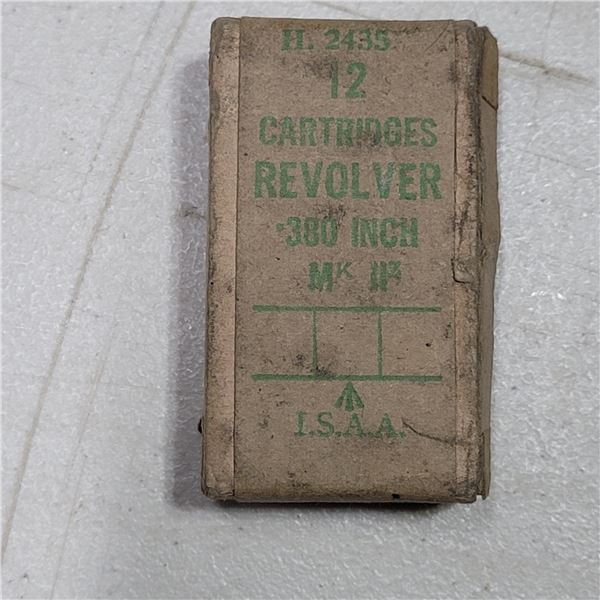 H. 2435
12
CARTRIDGES
REVOLVER
·380 INCH
Mᴷ IIᶻ
I.S.A.A.